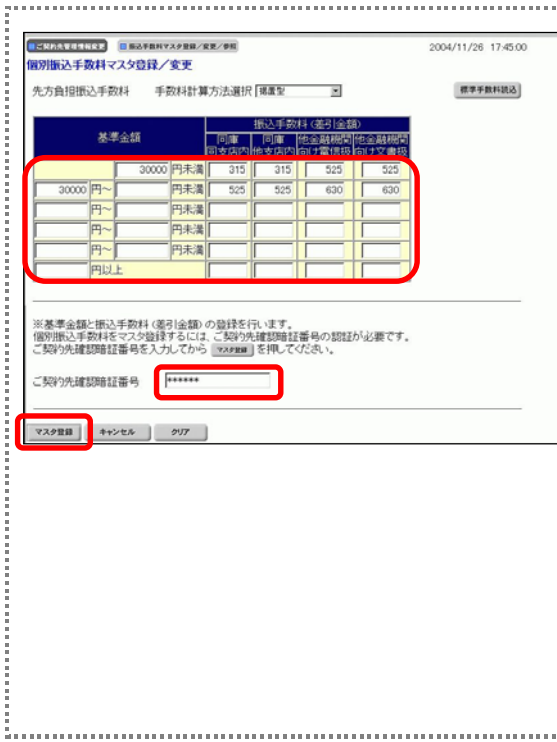 ご契約先管理情報変更 振込手数料マスタ登録/変更/参照 2004/11/26 17:45:00
個別振込手数料マスタ登録/変更
先方負担振込手数料 手数料計算方法選択 据置型 標準手数料読込
振込手数料(差引金額)
基準金額 同庫 同庫 他金融機関 他金融機関
同支店内 他支店内 向け電信扱 向け文書扱
30000 円未満 315 315 525 525
30000 円~ 円未満 525 525 630 630
円~ 円未満
円~ 円未満
円~ 円未満
円以上
※基準金額と振込手数料(差引金額)の登録を行います。
個別振込手数料をマスタ登録するには、ご契約先確認暗証番号の認証が必要です。
ご契約先確認暗証番号を入力してから マスタ登録 を押してください。
ご契約先確認暗証番号 ******
マスタ登録 キャンセル クリア